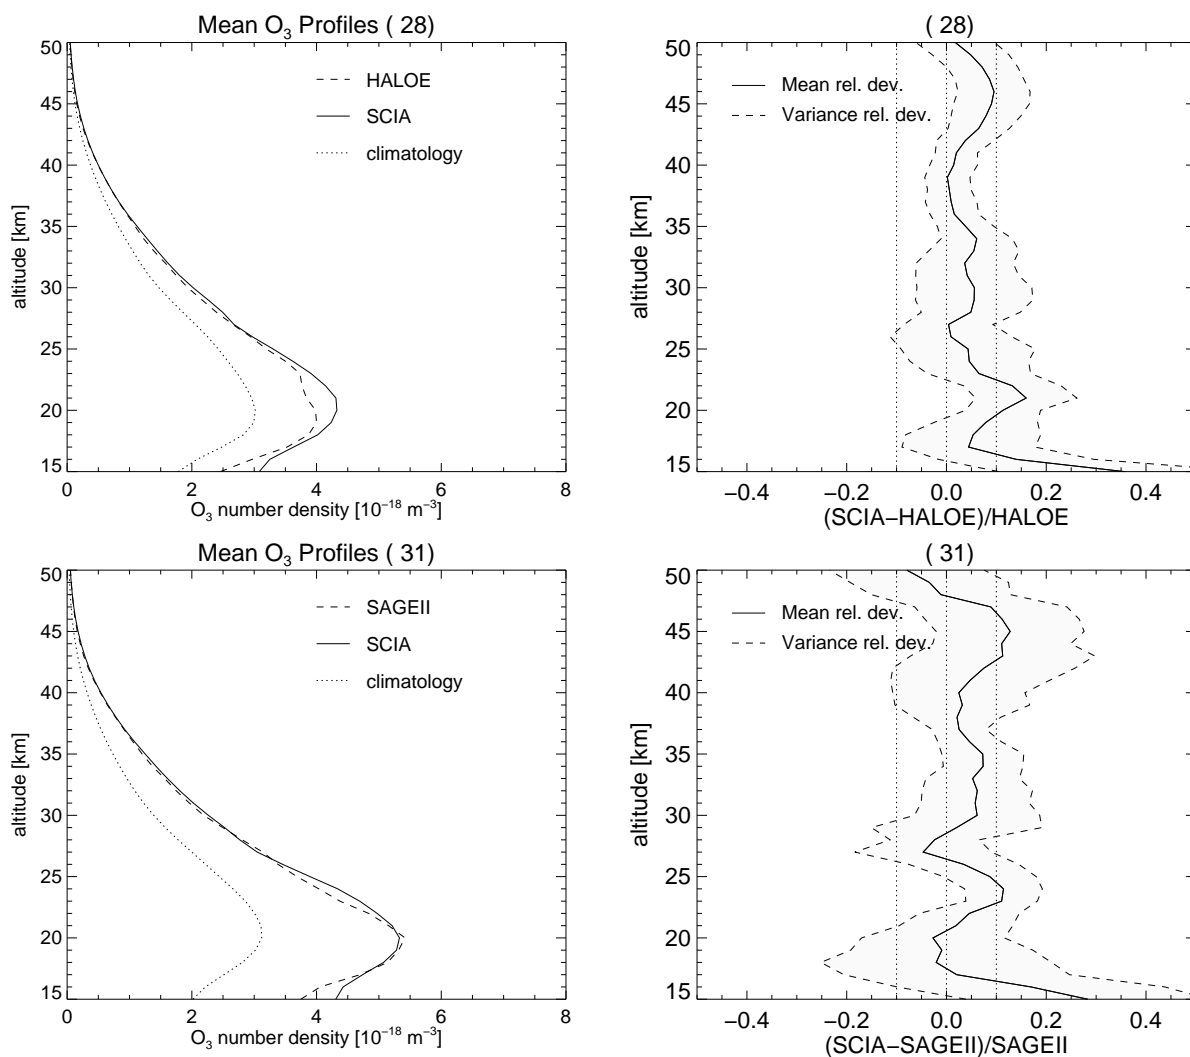 Mean O₃ Profiles ( 28)
50
45
40
35
30
25
20
15
altitude [km]
HALOE
SCIA
climatology
0 2 4 6 8
O₃ number density [10⁻¹⁸ m⁻³]
( 28)
50
45
40
35
30
25
20
15
altitude [km]
Mean rel. dev.
Variance rel. dev.
−0.4 −0.2 0.0 0.2 0.4
(SCIA−HALOE)/HALOE
Mean O₃ Profiles ( 31)
50
45
40
35
30
25
20
15
altitude [km]
SAGEII
SCIA
climatology
0 2 4 6 8
O₃ number density [10⁻¹⁸ m⁻³]
( 31)
50
45
40
35
30
25
20
15
altitude [km]
Mean rel. dev.
Variance rel. dev.
−0.4 −0.2 0.0 0.2 0.4
(SCIA−SAGEII)/SAGEII